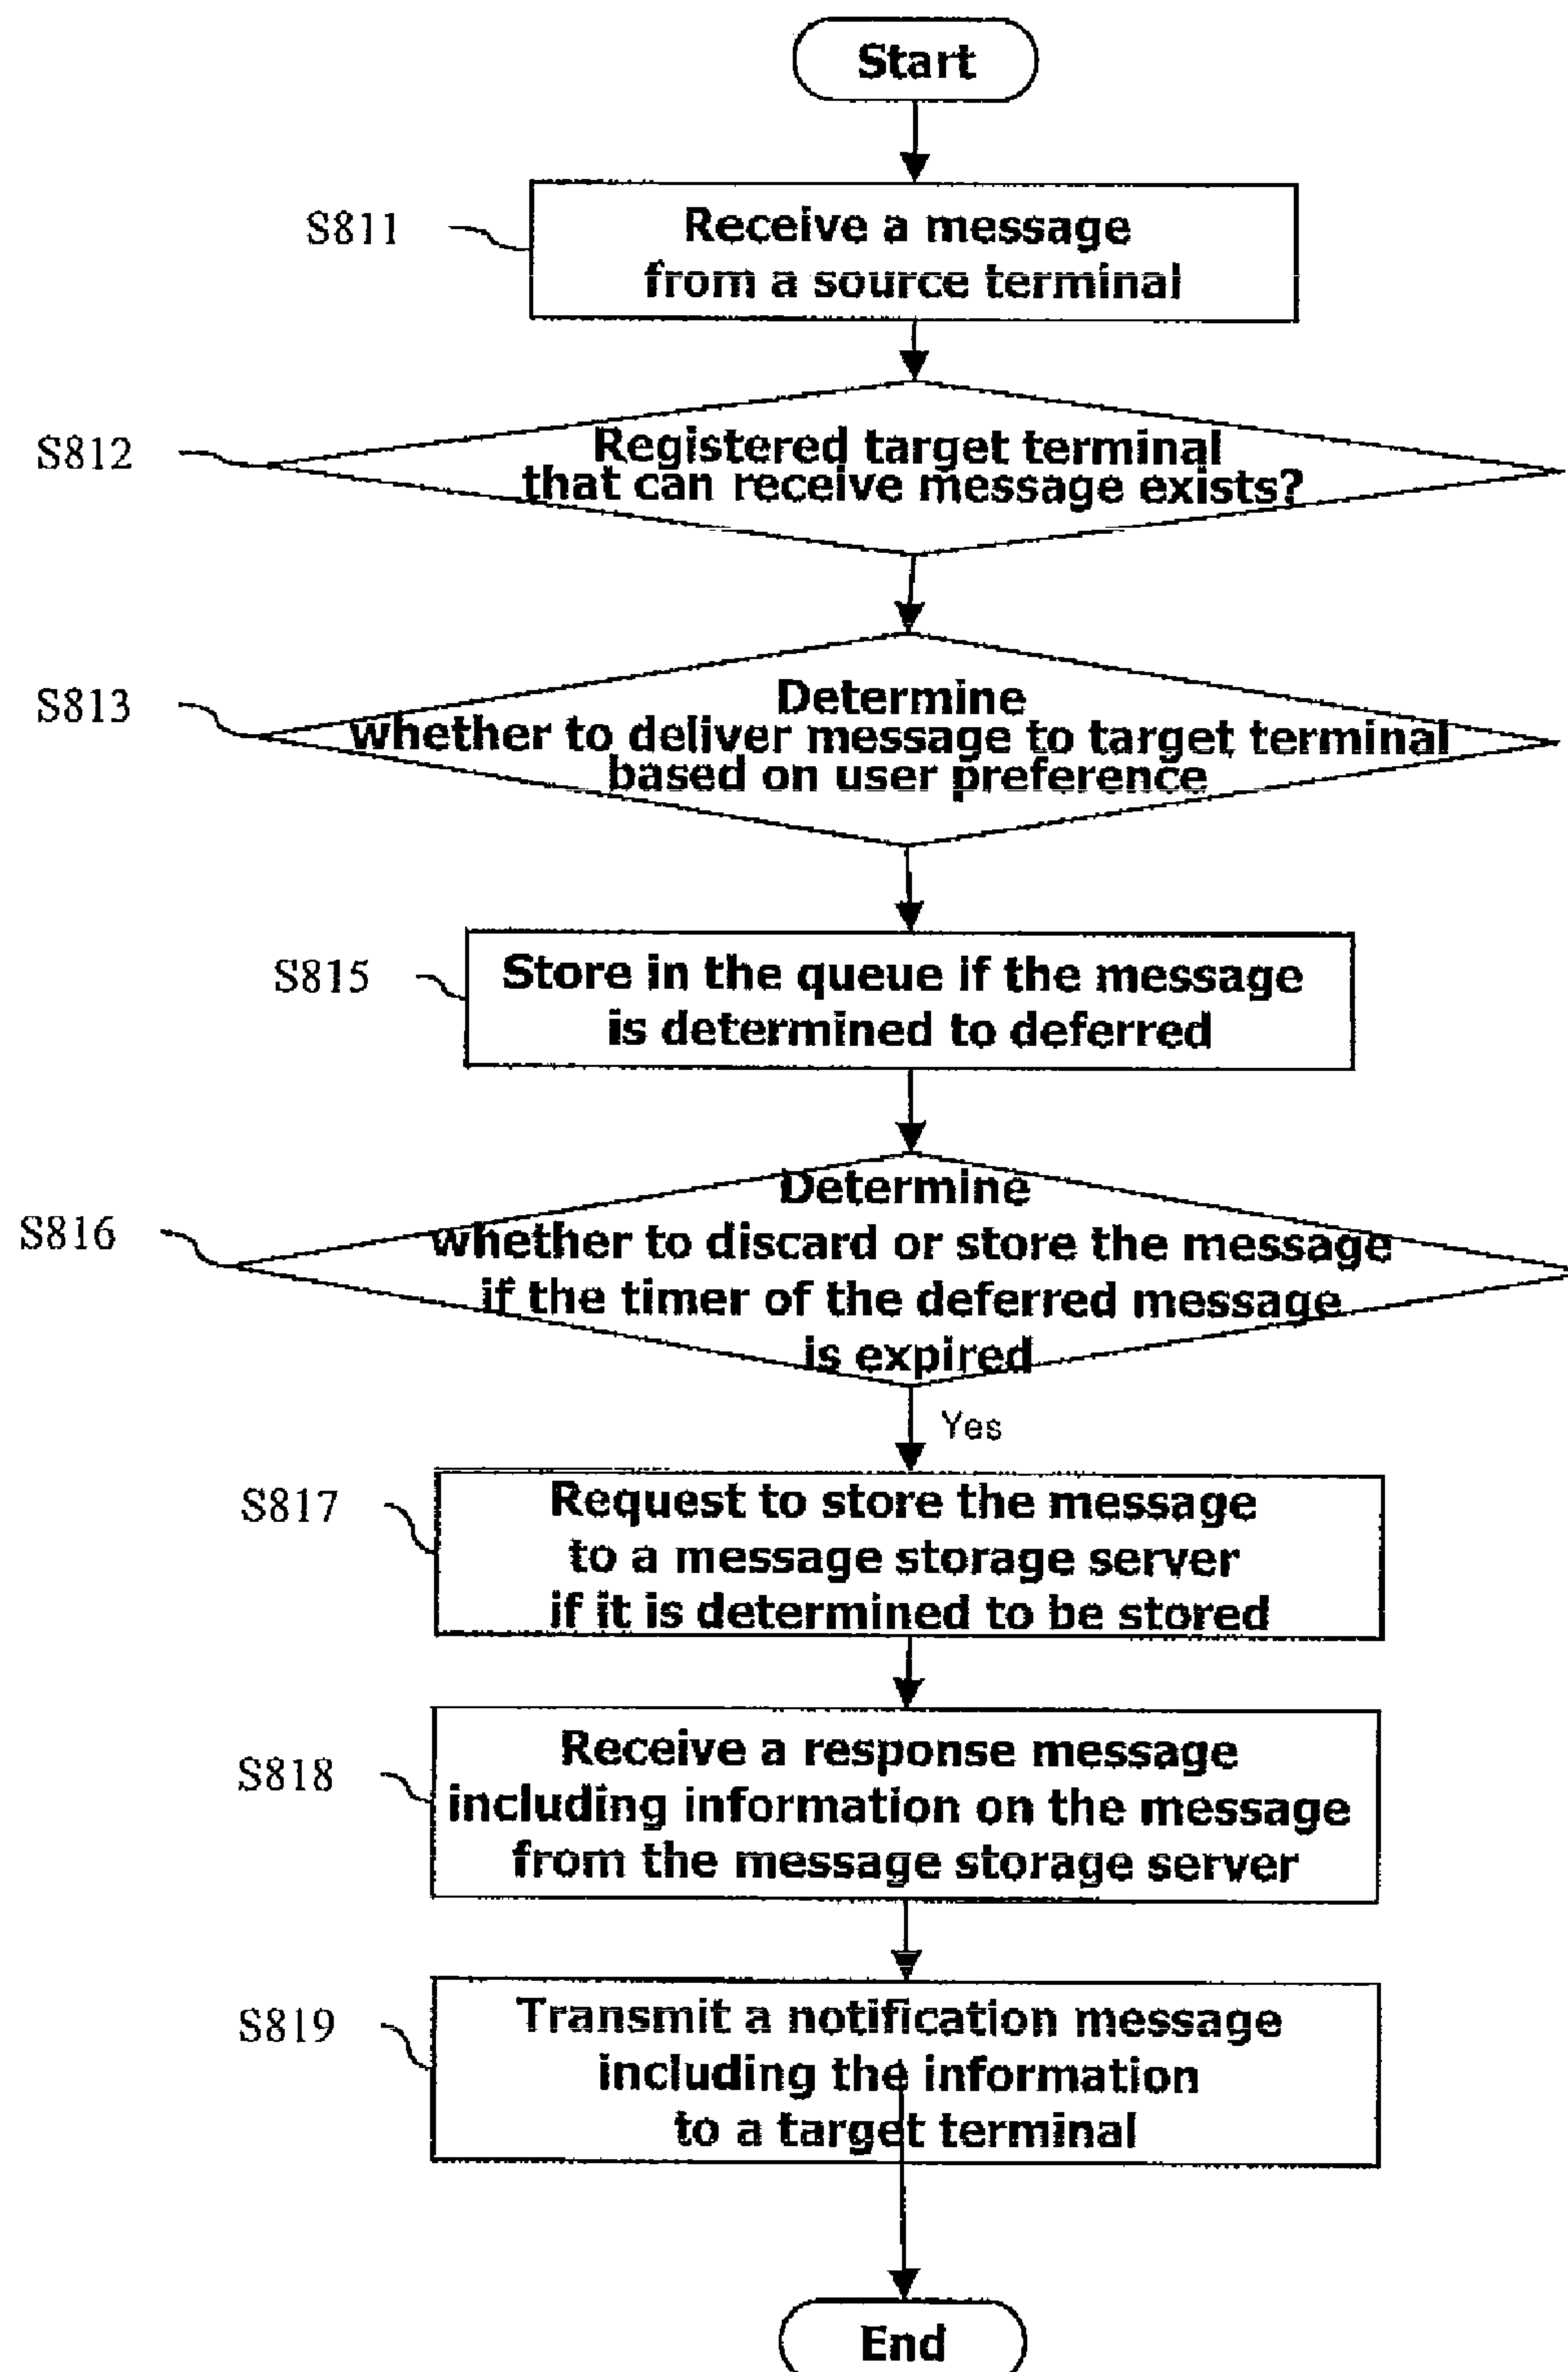 Start
S811
Receive a message
from a source terminal
S812
Registered target terminal
that can receive message exists?
S813
Determine
whether to deliver message to target terminal
based on user preference
S815
Store in the queue if the message
is determined to deferred
S816
Determine
whether to discard or store the message
if the timer of the deferred message
is expired
Yes
S817
Request to store the message
to a message storage server
if it is determined to be stored
S818
Receive a response message
including information on the message
from the message storage server
S819
Transmit a notification message
including the information
to a target terminal
End